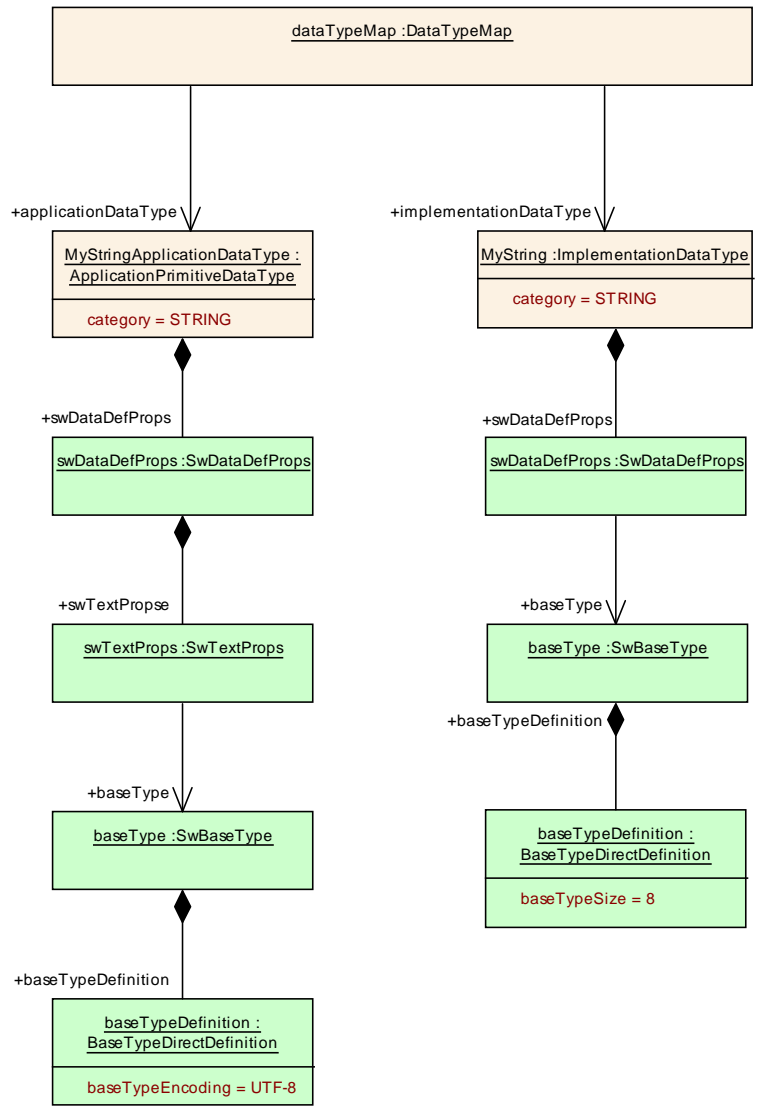 dataTypeMap :DataTypeMap
+applicationDataType
+implementationDataType
MyStringApplicationDataType :
ApplicationPrimitiveDataType
category = STRING
MyString :ImplementationDataType
category = STRING
+swDataDefProps
+swDataDefProps
swDataDefProps :SwDataDefProps
swDataDefProps :SwDataDefProps
+swTextPropse
+baseType
swTextProps :SwTextProps
baseType :SwBaseType
+baseTypeDefinition
+baseType
baseType :SwBaseType
baseTypeDefinition :
BaseTypeDirectDefinition
baseTypeSize = 8
+baseTypeDefinition
baseTypeDefinition :
BaseTypeDirectDefinition
baseTypeEncoding = UTF-8